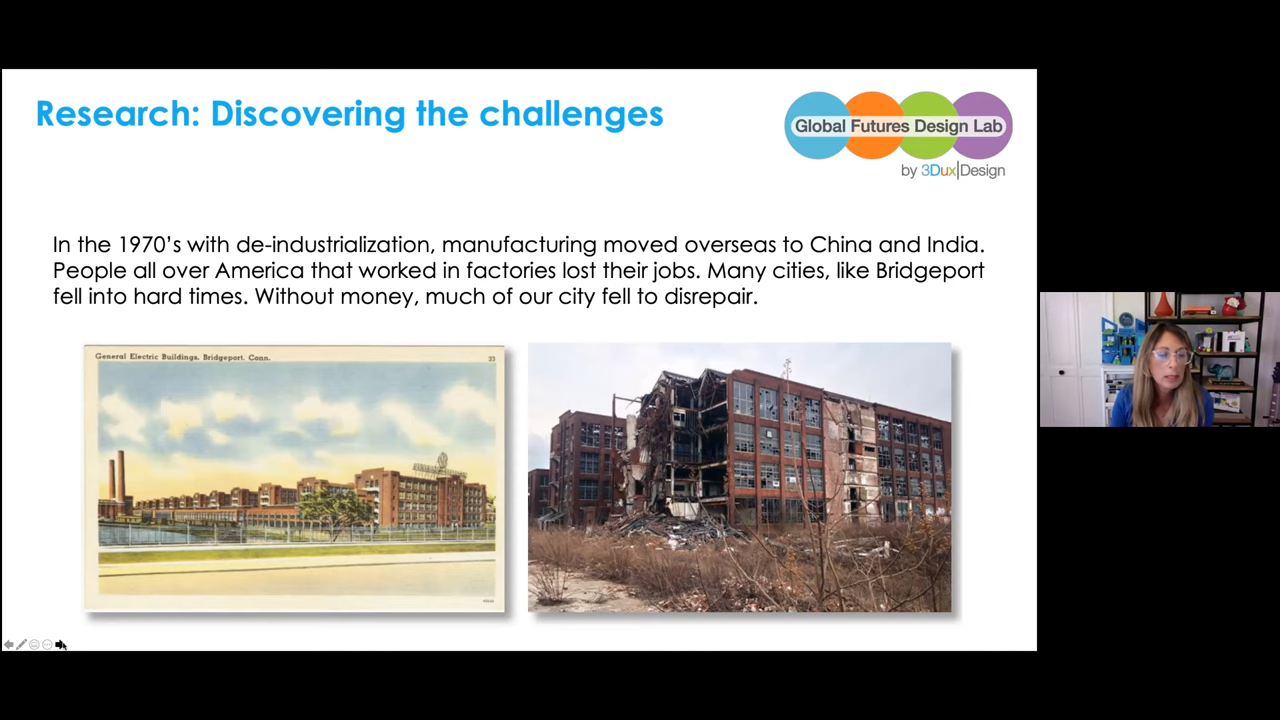 Research: Discovering the challenges
Global Futures Design Lab
by 3Dux|Design
In the 1970's with de-industrialization, manufacturing moved overseas to China and India.
People all over America that worked in factories lost their jobs. Many cities, like Bridgeport
fell into hard times. Without money, much of our city fell to disrepair.
General Electric Buildings, Bridgeport, Conn.
33